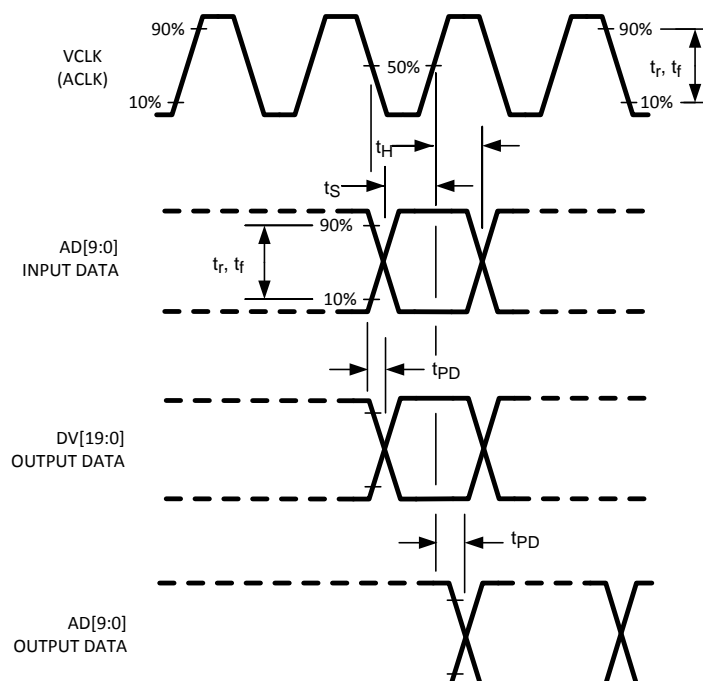 90%
90%
VCLK
(ACLK)
50%
tr, tf
10%
10%
tH
tS
AD[9:0]
INPUT DATA
90%
tr, tf
10%
tPD
DV[19:0]
OUTPUT DATA
tPD
AD[9:0]
OUTPUT DATA